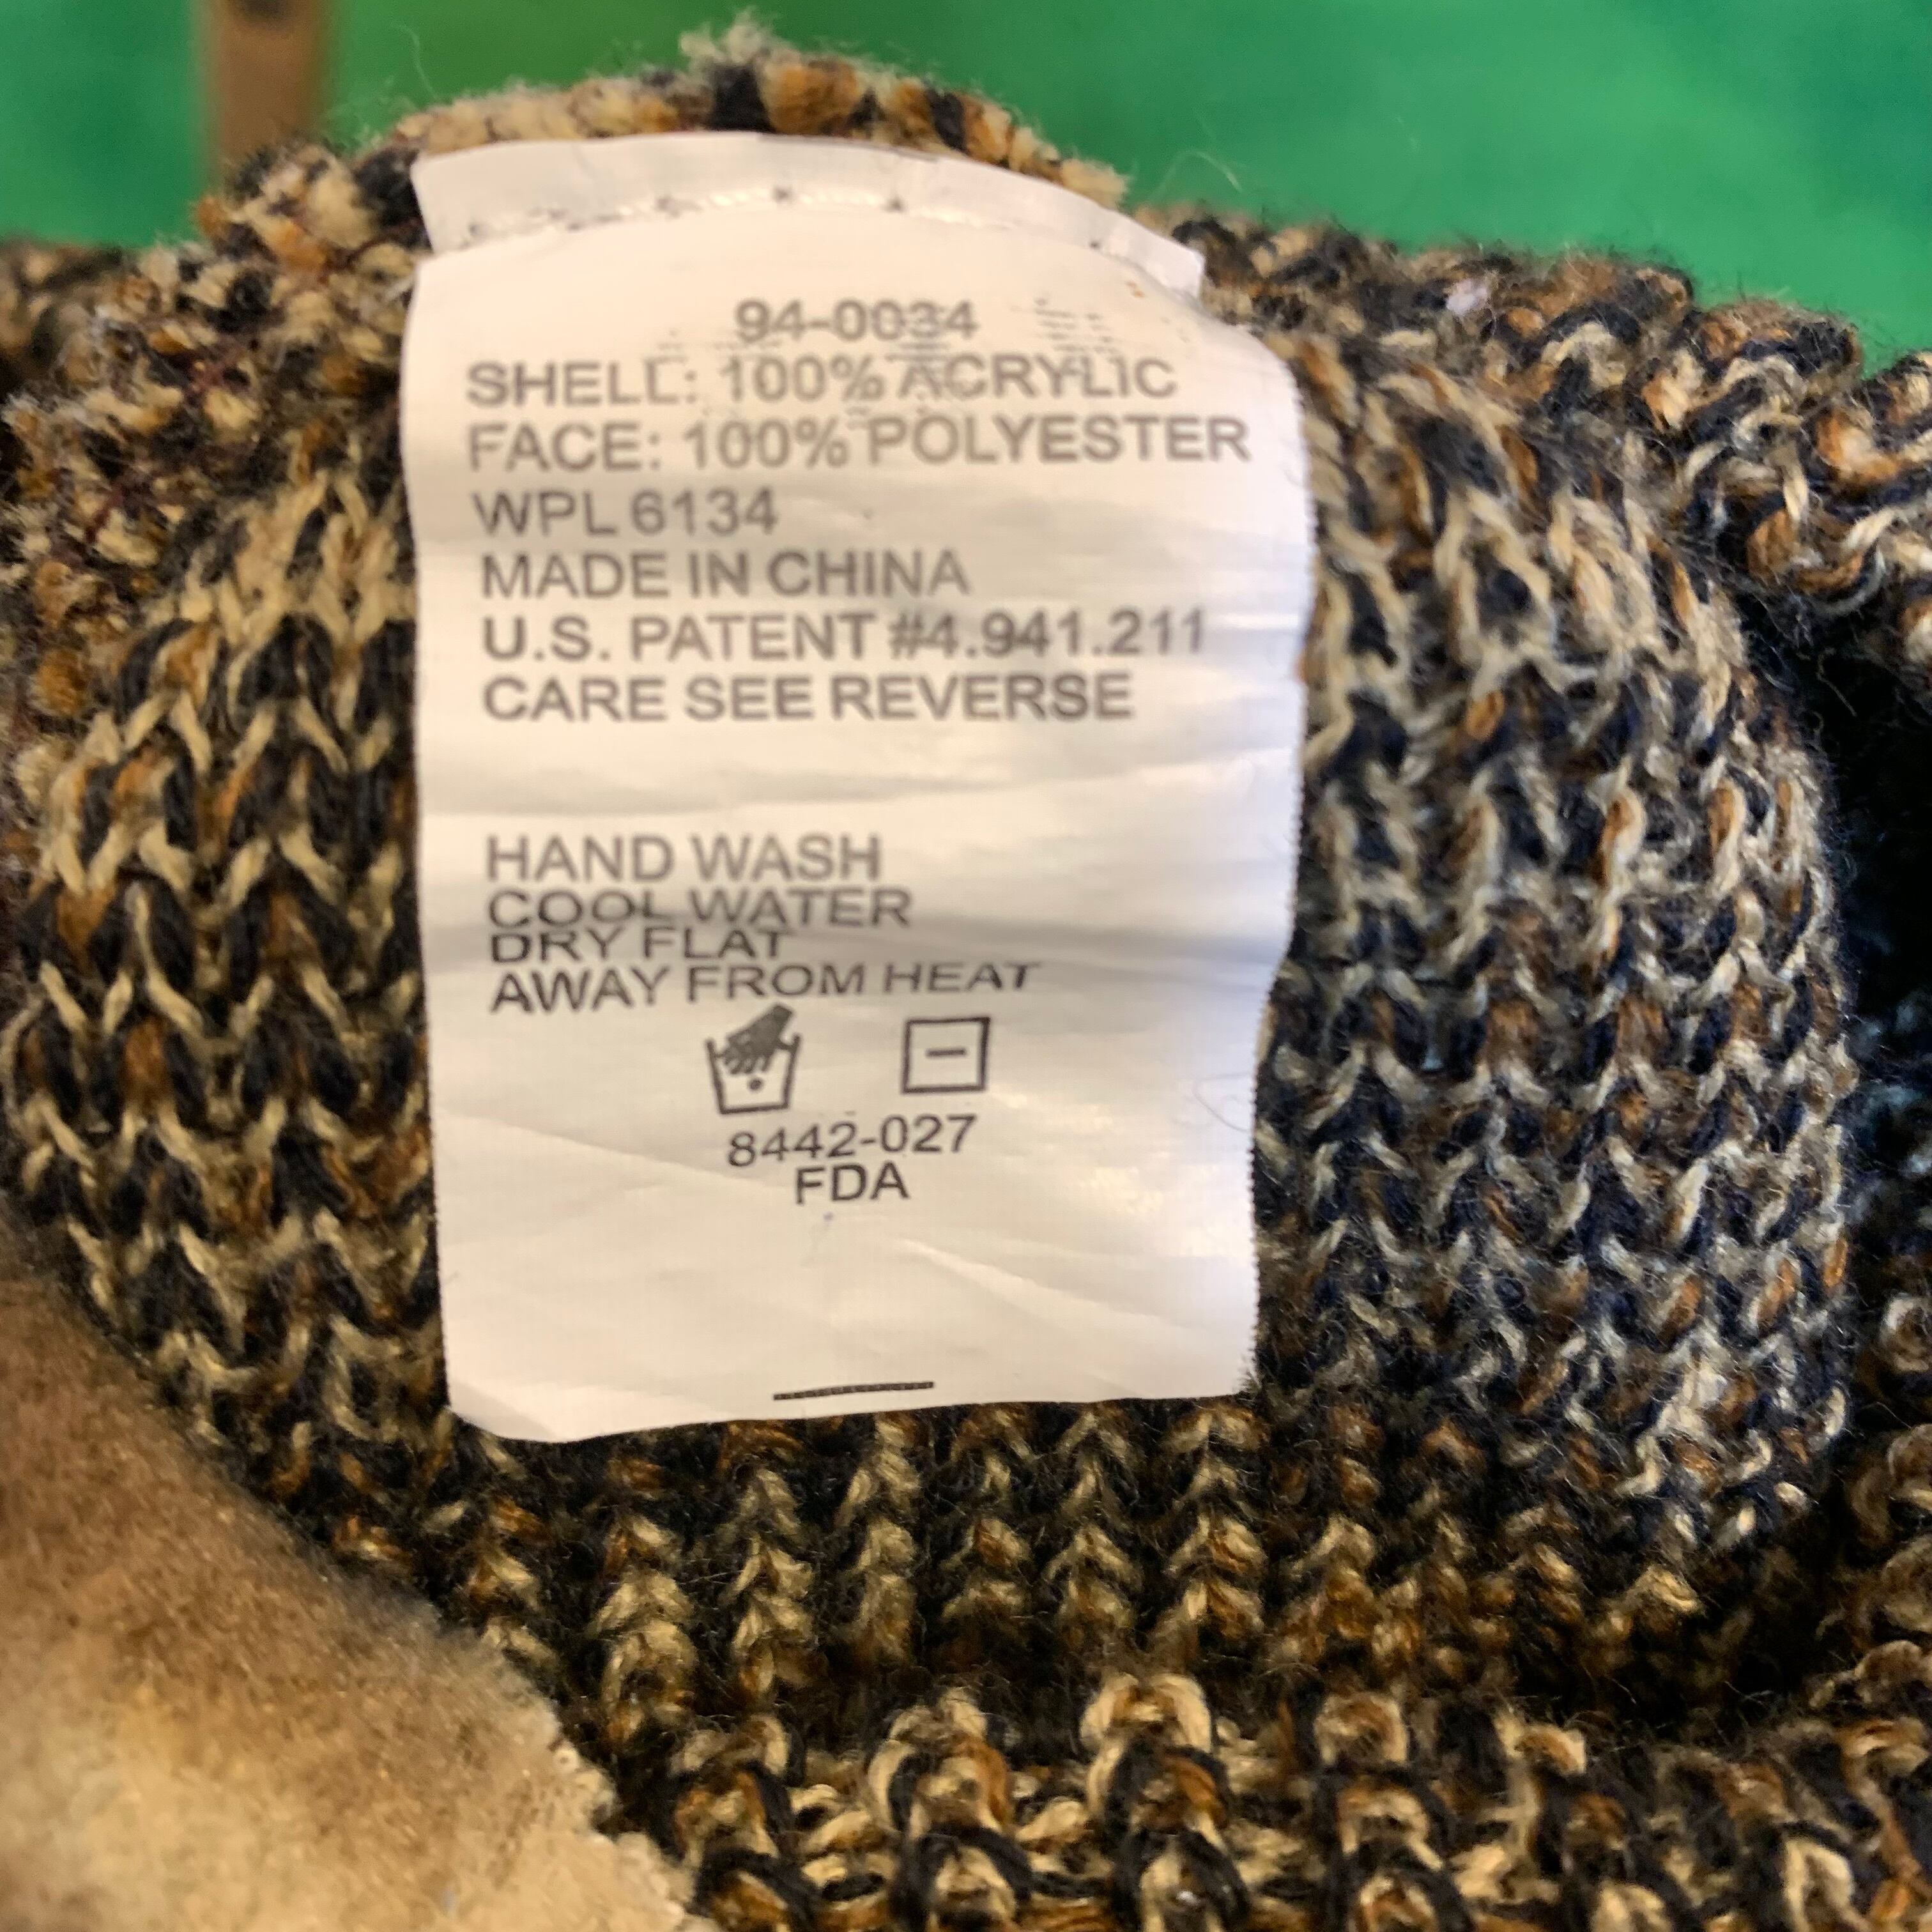 94-0034
SHELL: 100% ACRYLIC
FACE: 100% POLYESTER
WPL 6134
MADE IN CHINA
U.S. PATENT #4.941.211
CARE SEE REVERSE
HAND WASH
COOL WATER
DRY FLAT
AWAY FROM HEAT
8442-027
FDA